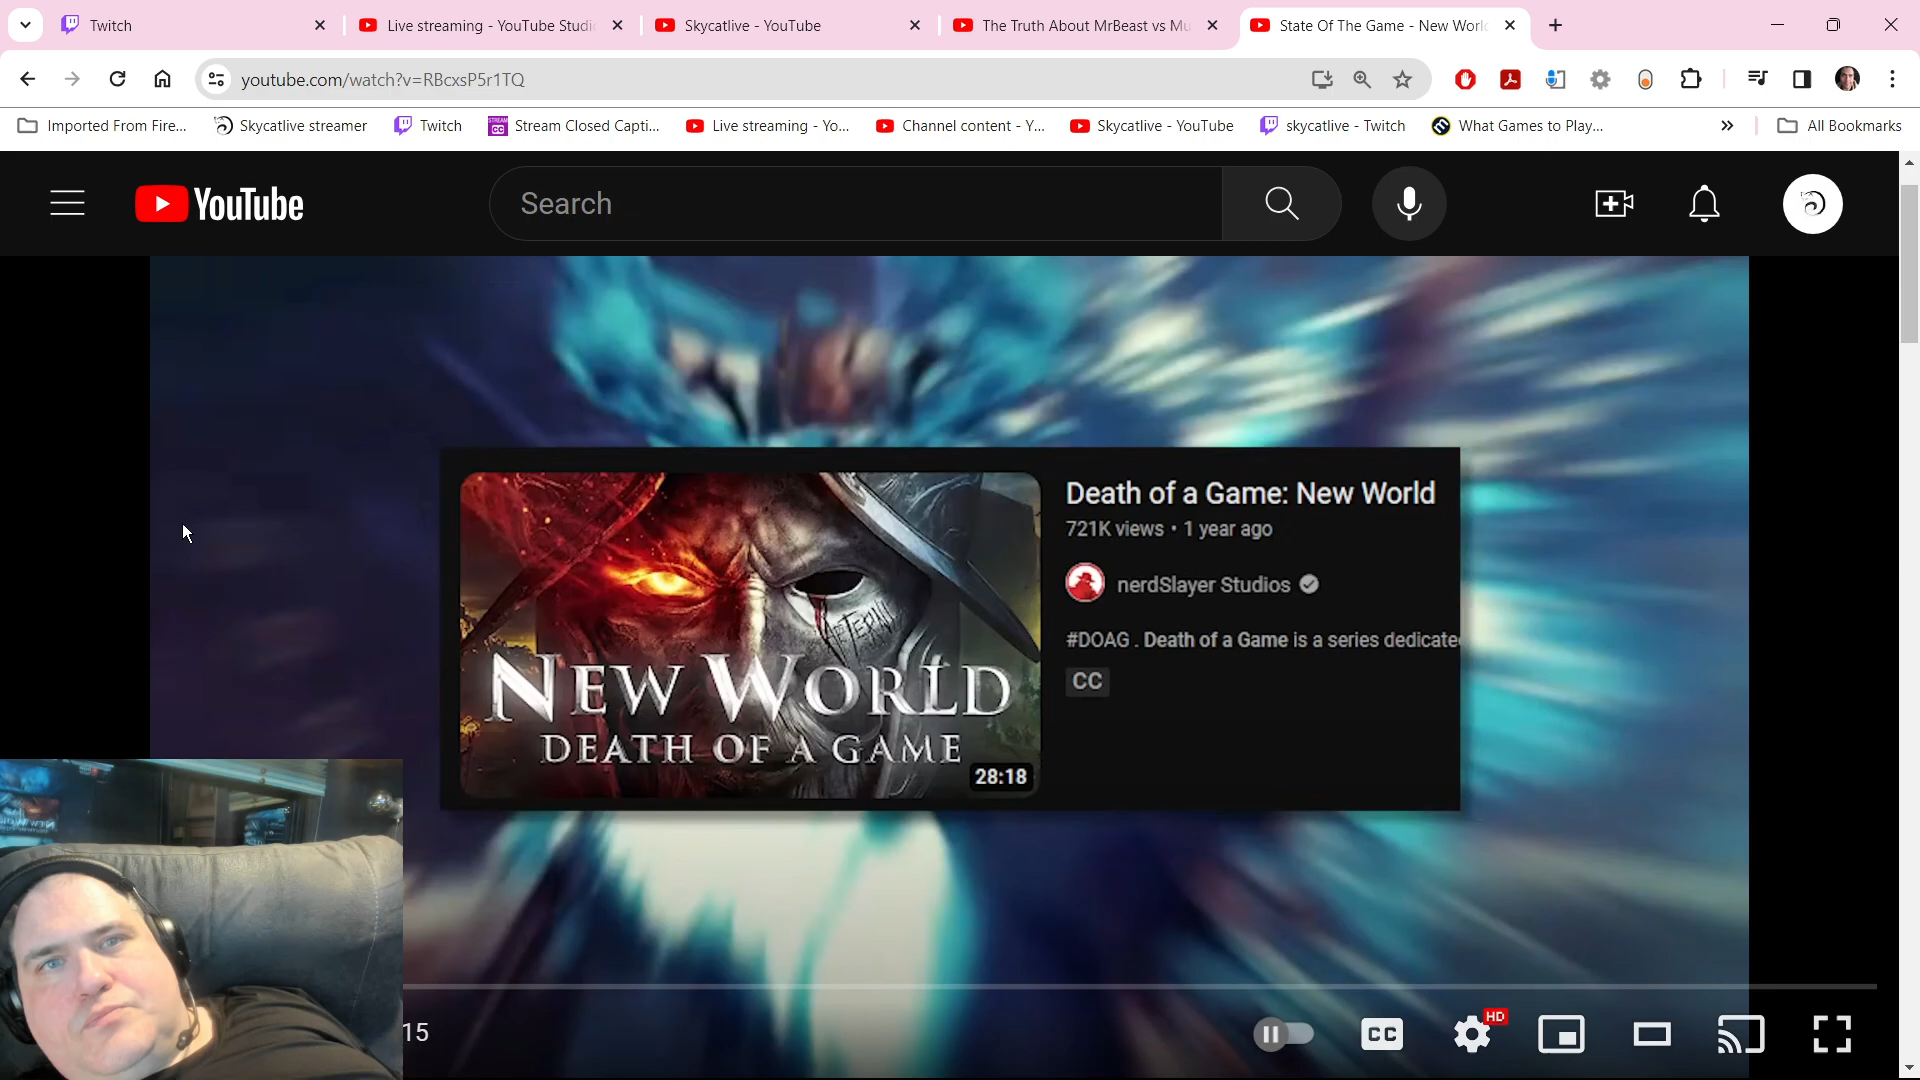 Twitch
Live streaming - YouTube Studi
Skycatlive - YouTube
The Truth About MrBeast vs Mu
State Of The Game - New Worl
youtube.com/watch?v=RBcxsP5r1TQ
Imported From Fire...
Skycatlive streamer
Twitch
Stream Closed Capti...
Live streaming - Yo...
Channel content - Y...
Skycatlive - YouTube
skycatlive - Twitch
What Games to Play...
All Bookmarks
YouTube
Search
Death of a Game: New World
721K views • 1 year ago
nerdSlayer Studios
#DOAG . Death of a Game is a series dedicate
CC
NEW WORLD
DEATH OF A GAME
28:18
15
CC
HD